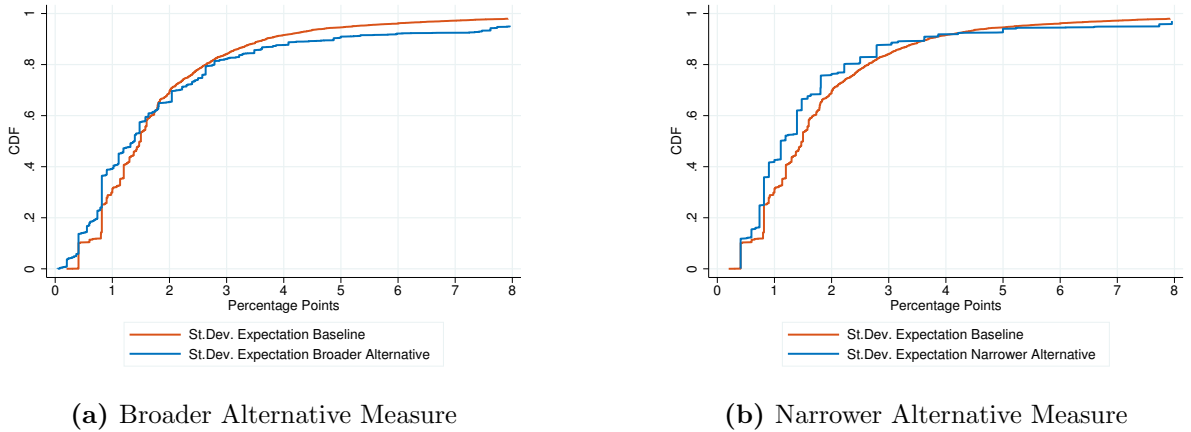 CDF
1
.8
.6
.4
.2
0
0 1 2 3 4 5 6 7 8
Percentage Points
St.Dev. Expectation Baseline
St.Dev. Expectation Broader Alternative
(a) Broader Alternative Measure
CDF
1
.8
.6
.4
.2
0
0 1 2 3 4 5 6 7 8
Percentage Points
St.Dev. Expectation Baseline
St.Dev. Expectation Narrower Alternative
(b) Narrower Alternative Measure